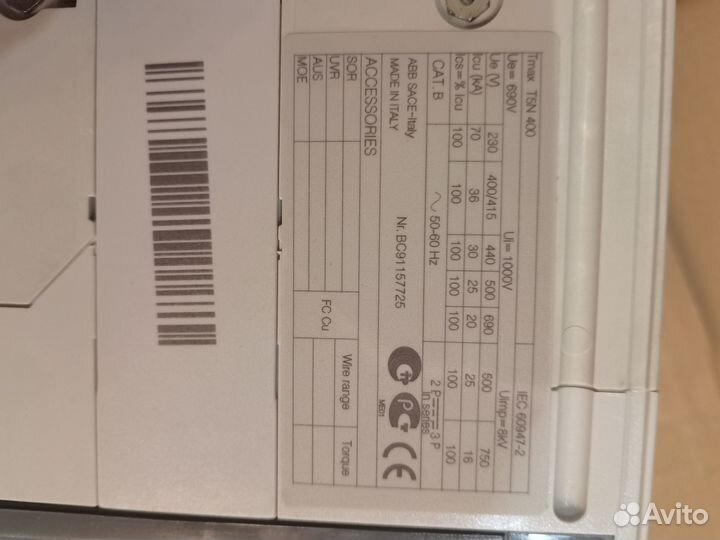 Tmax T5N 400
IEC 60947-2
Ue= 690V
Ui= 1000V
Uimp=8kV
Ue (V) 230 400/415 440 500 690 500 750
Icu (kA) 70 36 30 25 20 25 16
Ics=% Icu 100 100 100 100 100 100 100
CAT. B
50-60 Hz
2 P
3 P
in series
ABB SACE-Italy
MADE IN ITALY
Nr. BC91157725
ME01
CE
ACCESSORIES
FC Cu
Wire range
Torque
SOR
UVR
AUS
MOE
Avito